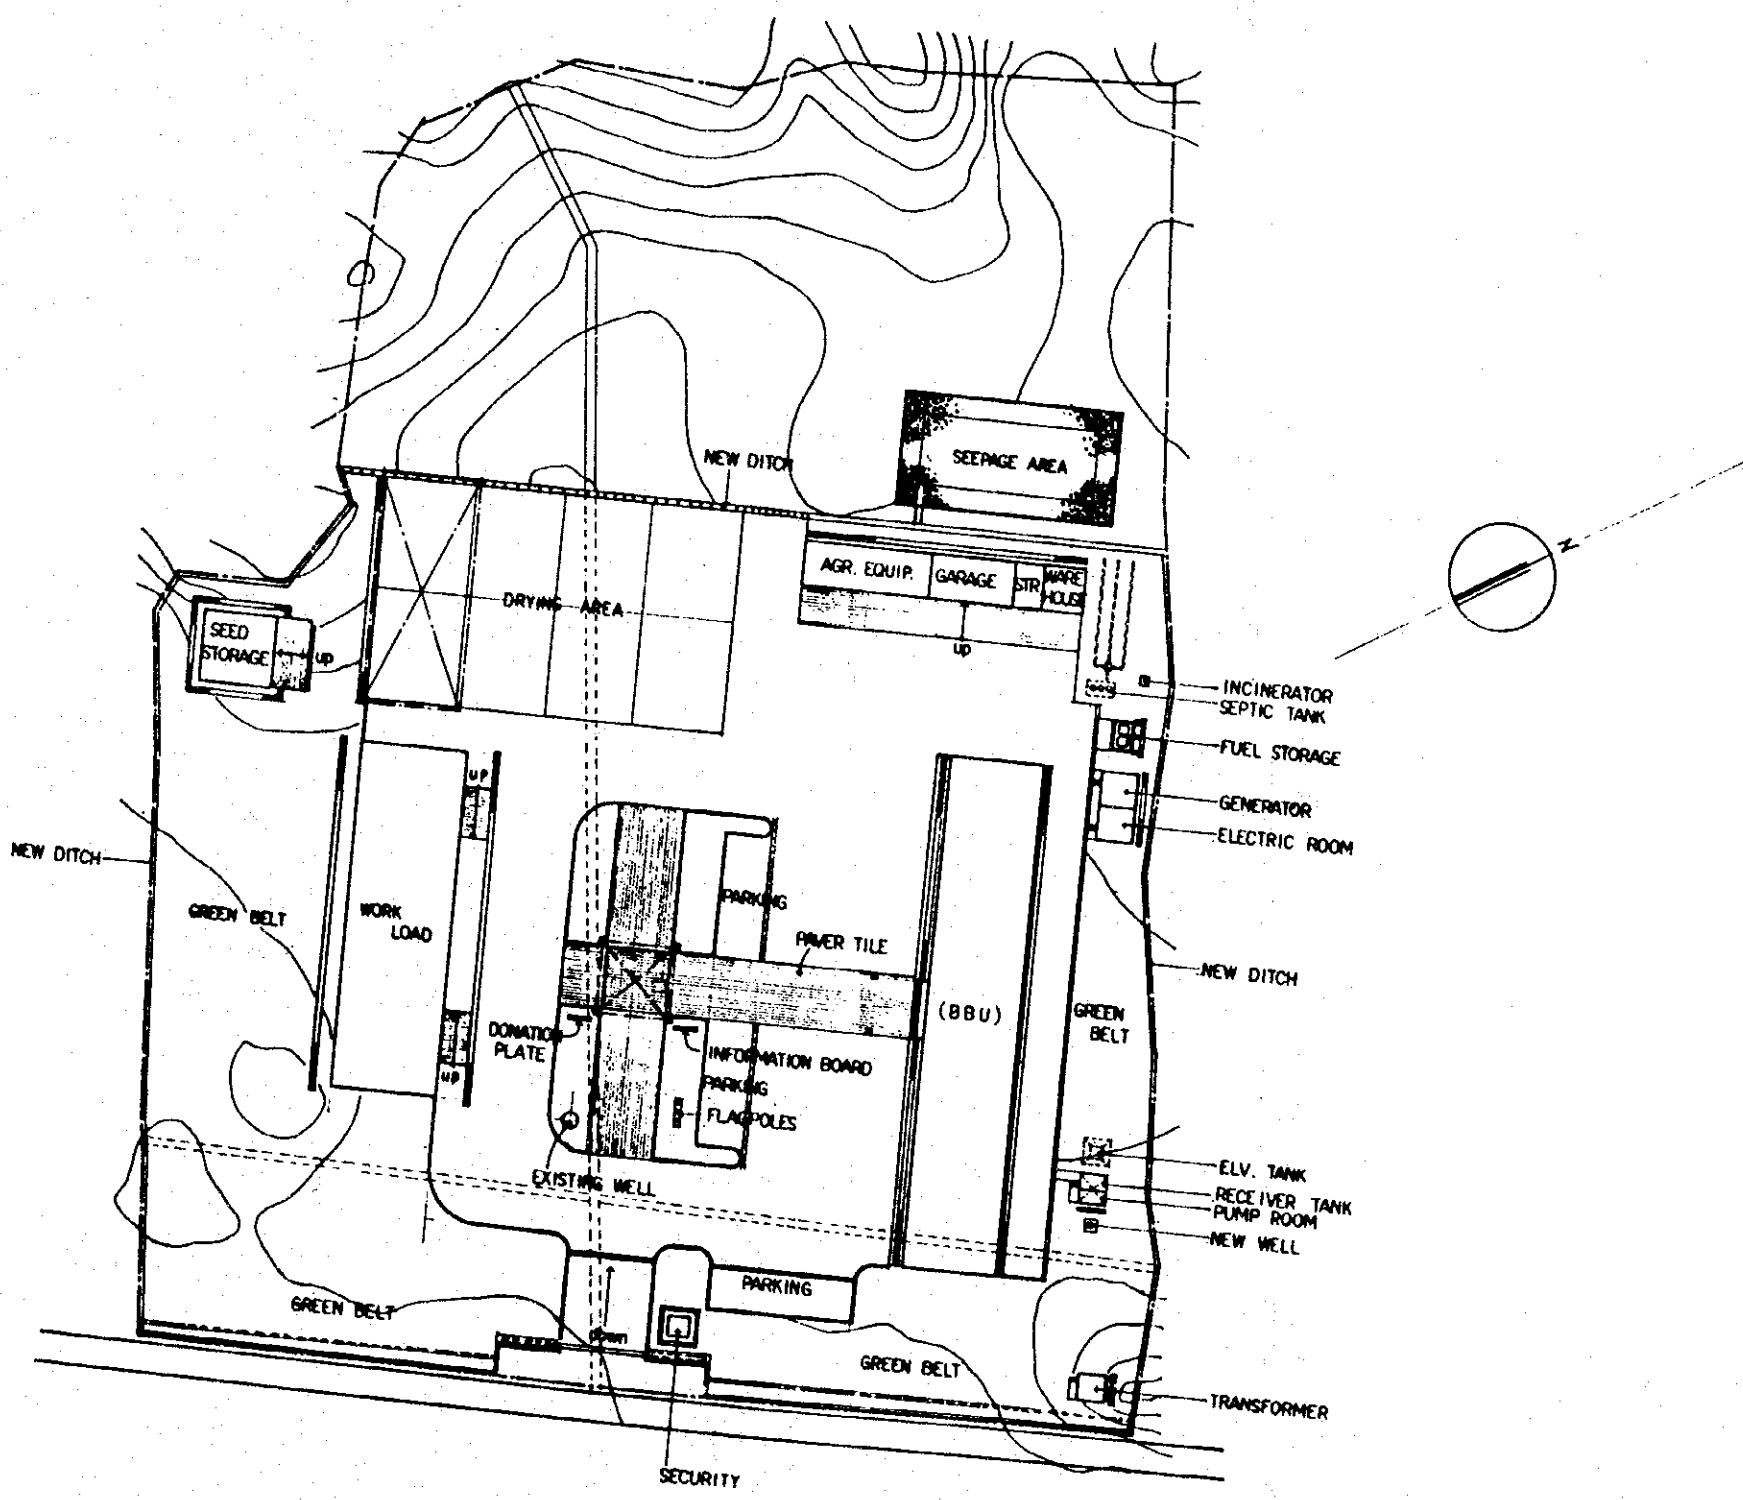 NEW DITCH
SEEPAGE AREA
N
AGR. EQUIP.
GARAGE
STR
WARE
HOUSE
DRYING AREA
SEED
STORAGE
up
up
INCINERATOR
SEPTIC TANK
FUEL STORAGE
UP
GENERATOR
ELECTRIC ROOM
NEW DITCH
PARKING
GREEN BELT
WORK
LOAD
PAVER TILE
NEW DITCH
(BBU)
GREEN
BELT
DONATION
PLATE
INFORMATION BOARD
up
PARKING
FLAGPOLES
EXISTING WELL
ELV. TANK
RECEIVER TANK
PUMP ROOM
NEW WELL
PARKING
GREEN BELT
down
GREEN BELT
TRANSFORMER
SECURITY